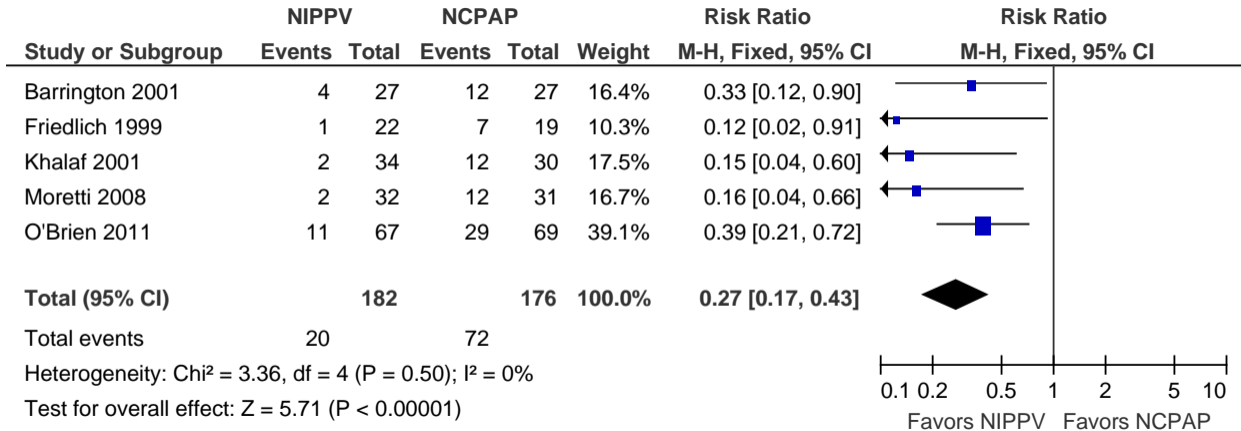 NIPPV NCPAP Risk Ratio Risk Ratio
Study or Subgroup Events Total Events Total Weight M-H, Fixed, 95% CI M-H, Fixed, 95% CI
Barrington 2001 4 27 12 27 16.4% 0.33 [0.12, 0.90]
Friedlich 1999 1 22 7 19 10.3% 0.12 [0.02, 0.91]
Khalaf 2001 2 34 12 30 17.5% 0.15 [0.04, 0.60]
Moretti 2008 2 32 12 31 16.7% 0.16 [0.04, 0.66]
O'Brien 2011 11 67 29 69 39.1% 0.39 [0.21, 0.72]
Total (95% CI) 182 176 100.0% 0.27 [0.17, 0.43]
Total events 20 72
Heterogeneity: Chi² = 3.36, df = 4 (P = 0.50); I² = 0%
Test for overall effect: Z = 5.71 (P < 0.00001)
0.1 0.2 0.5 1 2 5 10
Favors NIPPV Favors NCPAP